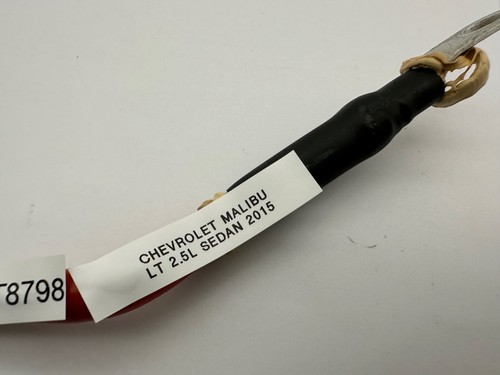 CHEVROLET MALIBU
LT 2.5L SEDAN 2015
T8798